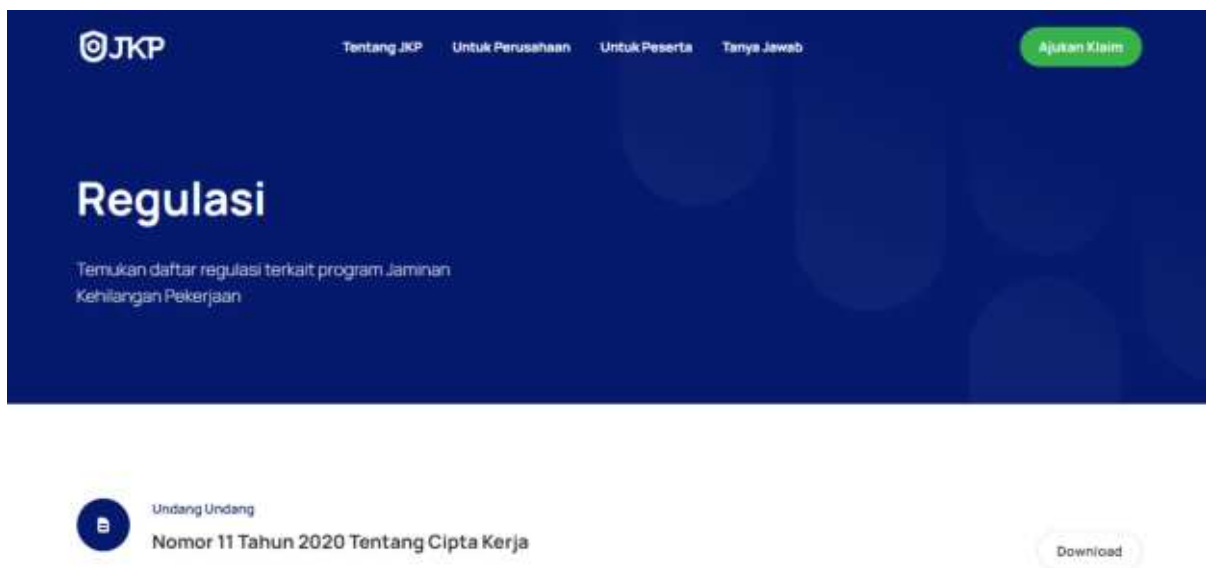 JKP
Tentang JKP Untuk Perusahaan Untuk Peserta Tanya Jawab Ajukan Klaim
Regulasi
Temukan daftar regulasi terkait program Jaminan
Kehilangan Pekerjaan
Undang Undang
Nomor 11 Tahun 2020 Tentang Cipta Kerja
Download